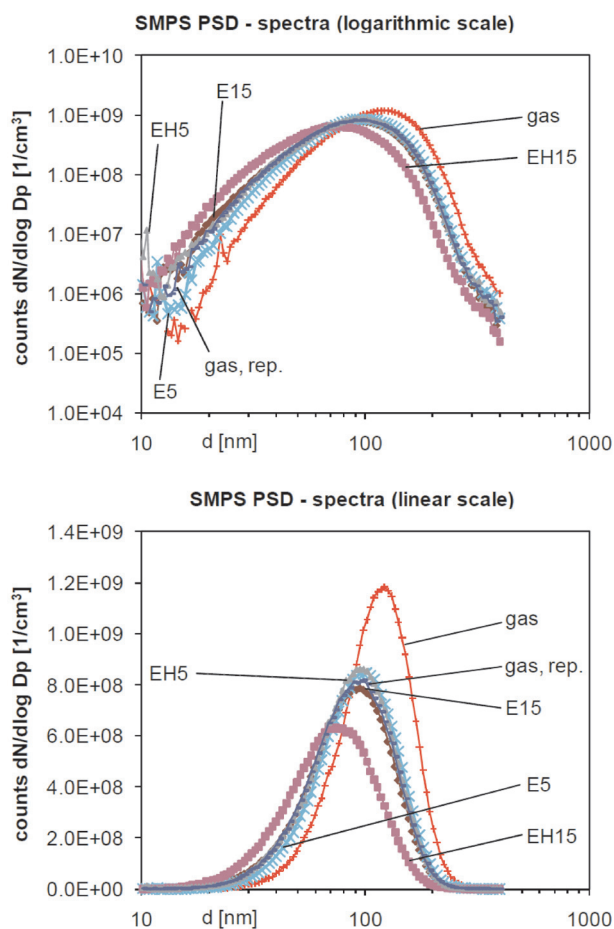 SMPS PSD - spectra (logarithmic scale)
counts dN/dlog Dp [1/cm³]
1.0E+10
1.0E+09
1.0E+08
1.0E+07
1.0E+06
1.0E+05
1.0E+04
EH5
E15
gas
EH15
gas, rep.
E5
10
d [nm]
100
1000
SMPS PSD - spectra (linear scale)
counts dN/dlog Dp [1/cm³]
1.4E+09
1.2E+09
1.0E+09
8.0E+08
6.0E+08
4.0E+08
2.0E+08
0.0E+00
gas
EH5
gas, rep.
E15
E5
EH15
10
d [nm]
100
1000